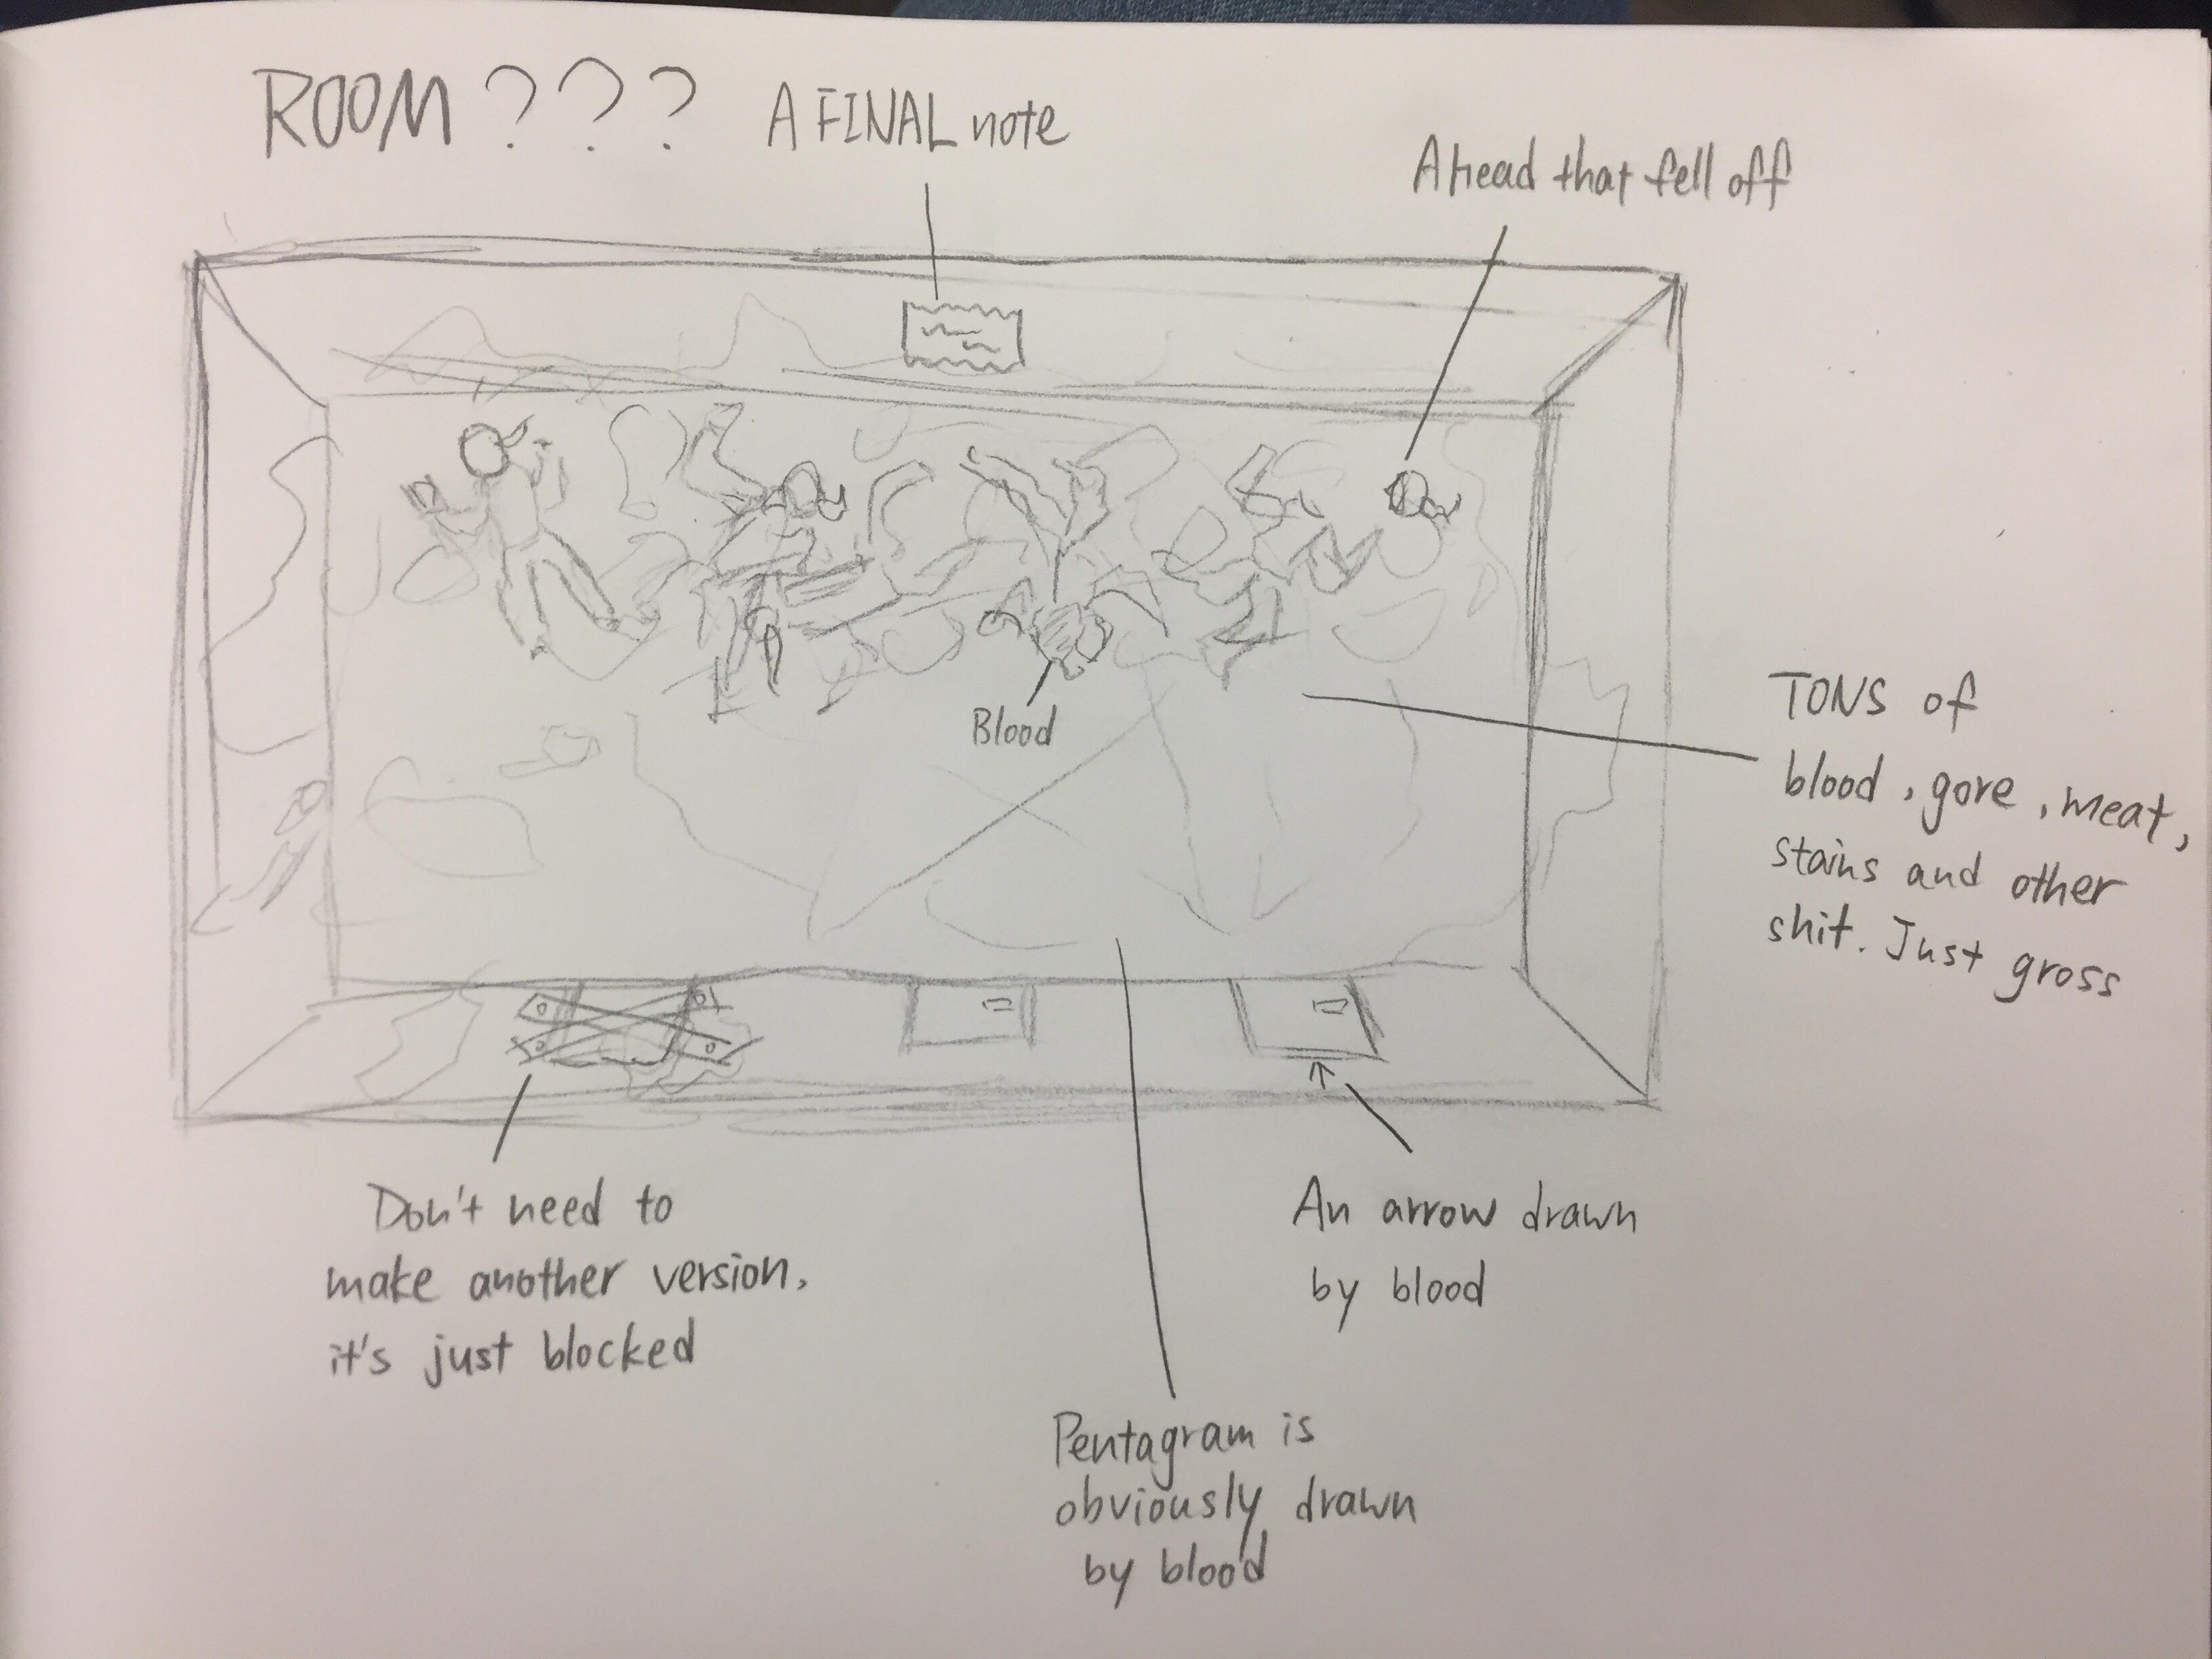 ROOM ???
A FINAL note
A head that fell off
Blood
TONS of
blood, gore, meat,
stains and other
shit. Just gross
Don't need to
make another version,
it's just blocked
An arrow drawn
by blood
Pentagram is
obviously drawn
by blood